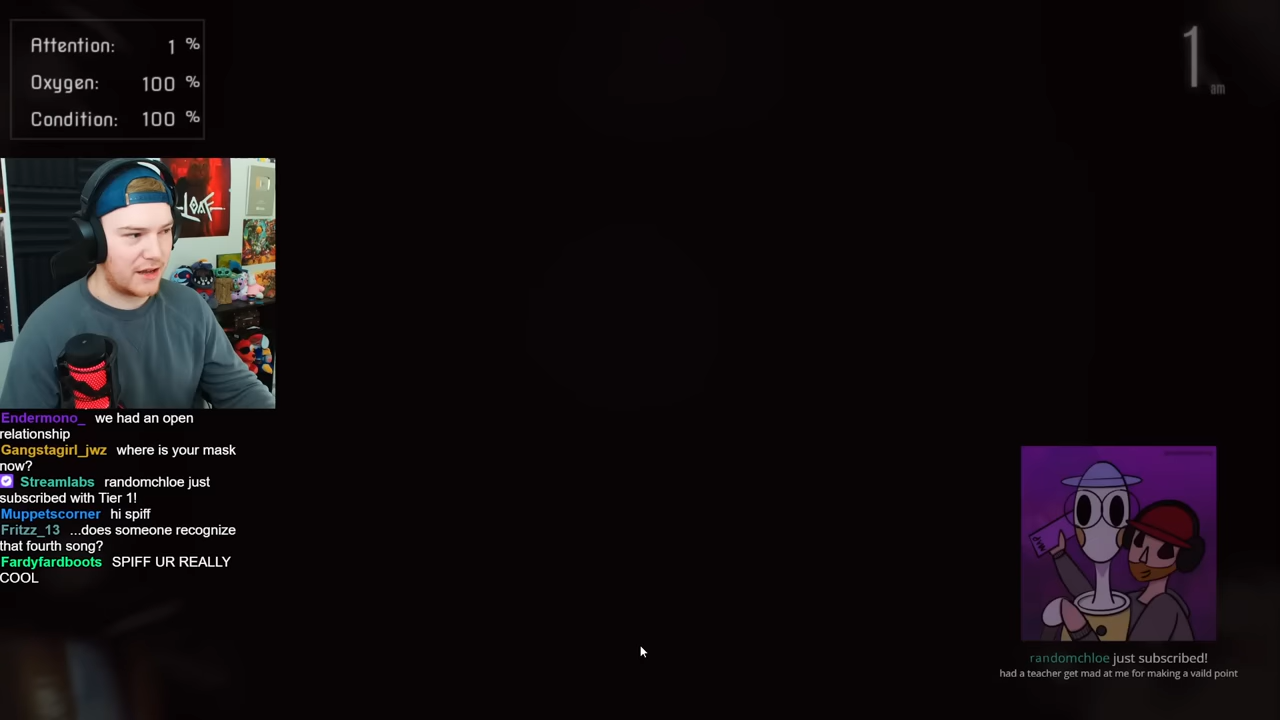 Attention: 1 %
Oxygen: 100 %
Condition: 100 %
1 am
LOAF
Endermono_ we had an open
relationship
Gangstagirl_jwz where is your mask
now?
Streamlabs randomchloe just
subscribed with Tier 1!
Muppetscorner hi spiff
Fritzz_13 ...does someone recognize
that fourth song?
Fardyfardboots SPIFF UR REALLY
COOL
randomchloe just subscribed!
had a teacher get mad at me for making a vaild point